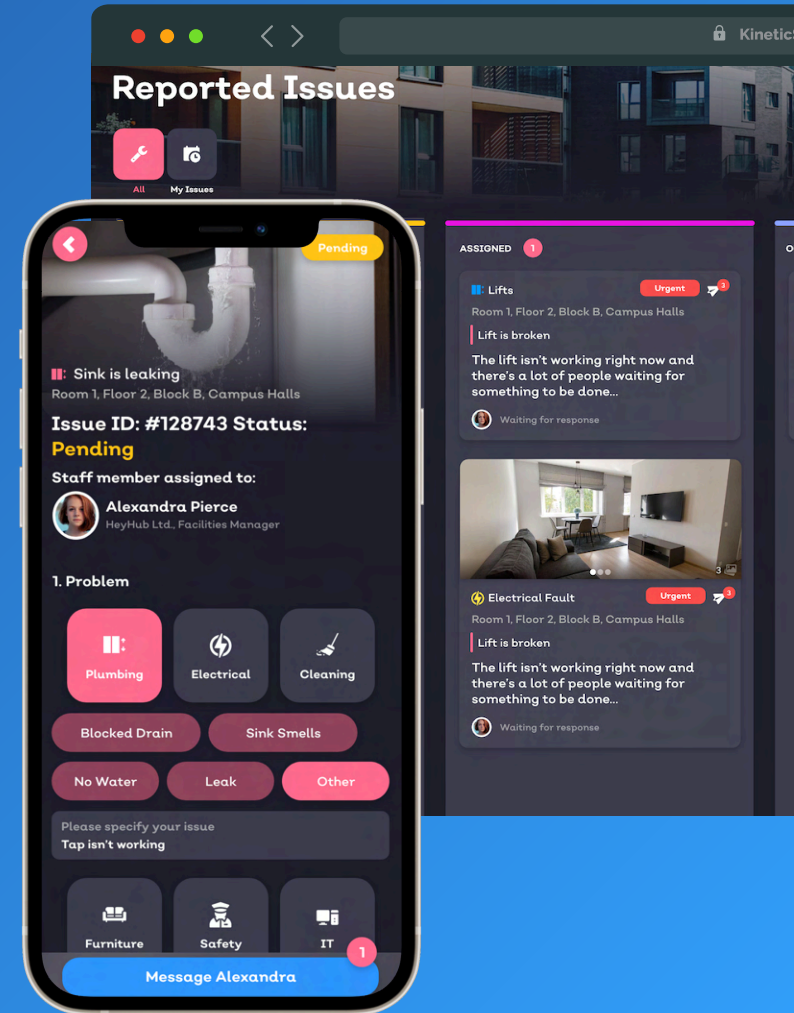 Kinetic
Reported Issues
All
My Issues
Pending
Sink is leaking
Room 1, Floor 2, Block B, Campus Halls
Issue ID: #128743 Status:
Pending
Staff member assigned to:
Alexandra Pierce
HeyHub Ltd., Facilities Manager
1. Problem
Plumbing
Electrical
Cleaning
Blocked Drain
Sink Smells
No Water
Leak
Other
Please specify your issue
Tap isn't working
Furniture
Safety
IT
1
Message Alexandra
ASSIGNED 1
Lifts
Urgent
3
Room 1, Floor 2, Block B, Campus Halls
Lift is broken
The lift isn't working right now and
there's a lot of people waiting for
something to be done...
Waiting for response
3
Electrical Fault
Urgent
3
Room 1, Floor 2, Block B, Campus Halls
Lift is broken
The lift isn't working right now and
there's a lot of people waiting for
something to be done...
Waiting for response